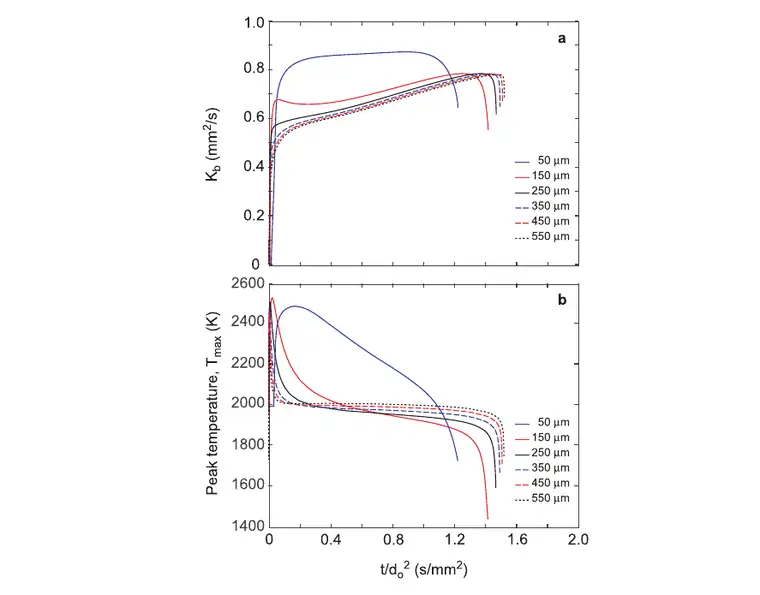 1.0
a
0.8
0.6
0.4
0.2
0
K_b (mm²/s)
50 µm
150 µm
250 µm
350 µm
450 µm
550 µm
2600
b
2400
2200
2000
1800
1600
1400
Peak temperature, T_max (K)
50 µm
150 µm
250 µm
350 µm
450 µm
550 µm
0 0.4 0.8 1.2 1.6 2.0
t/d_o² (s/mm²)